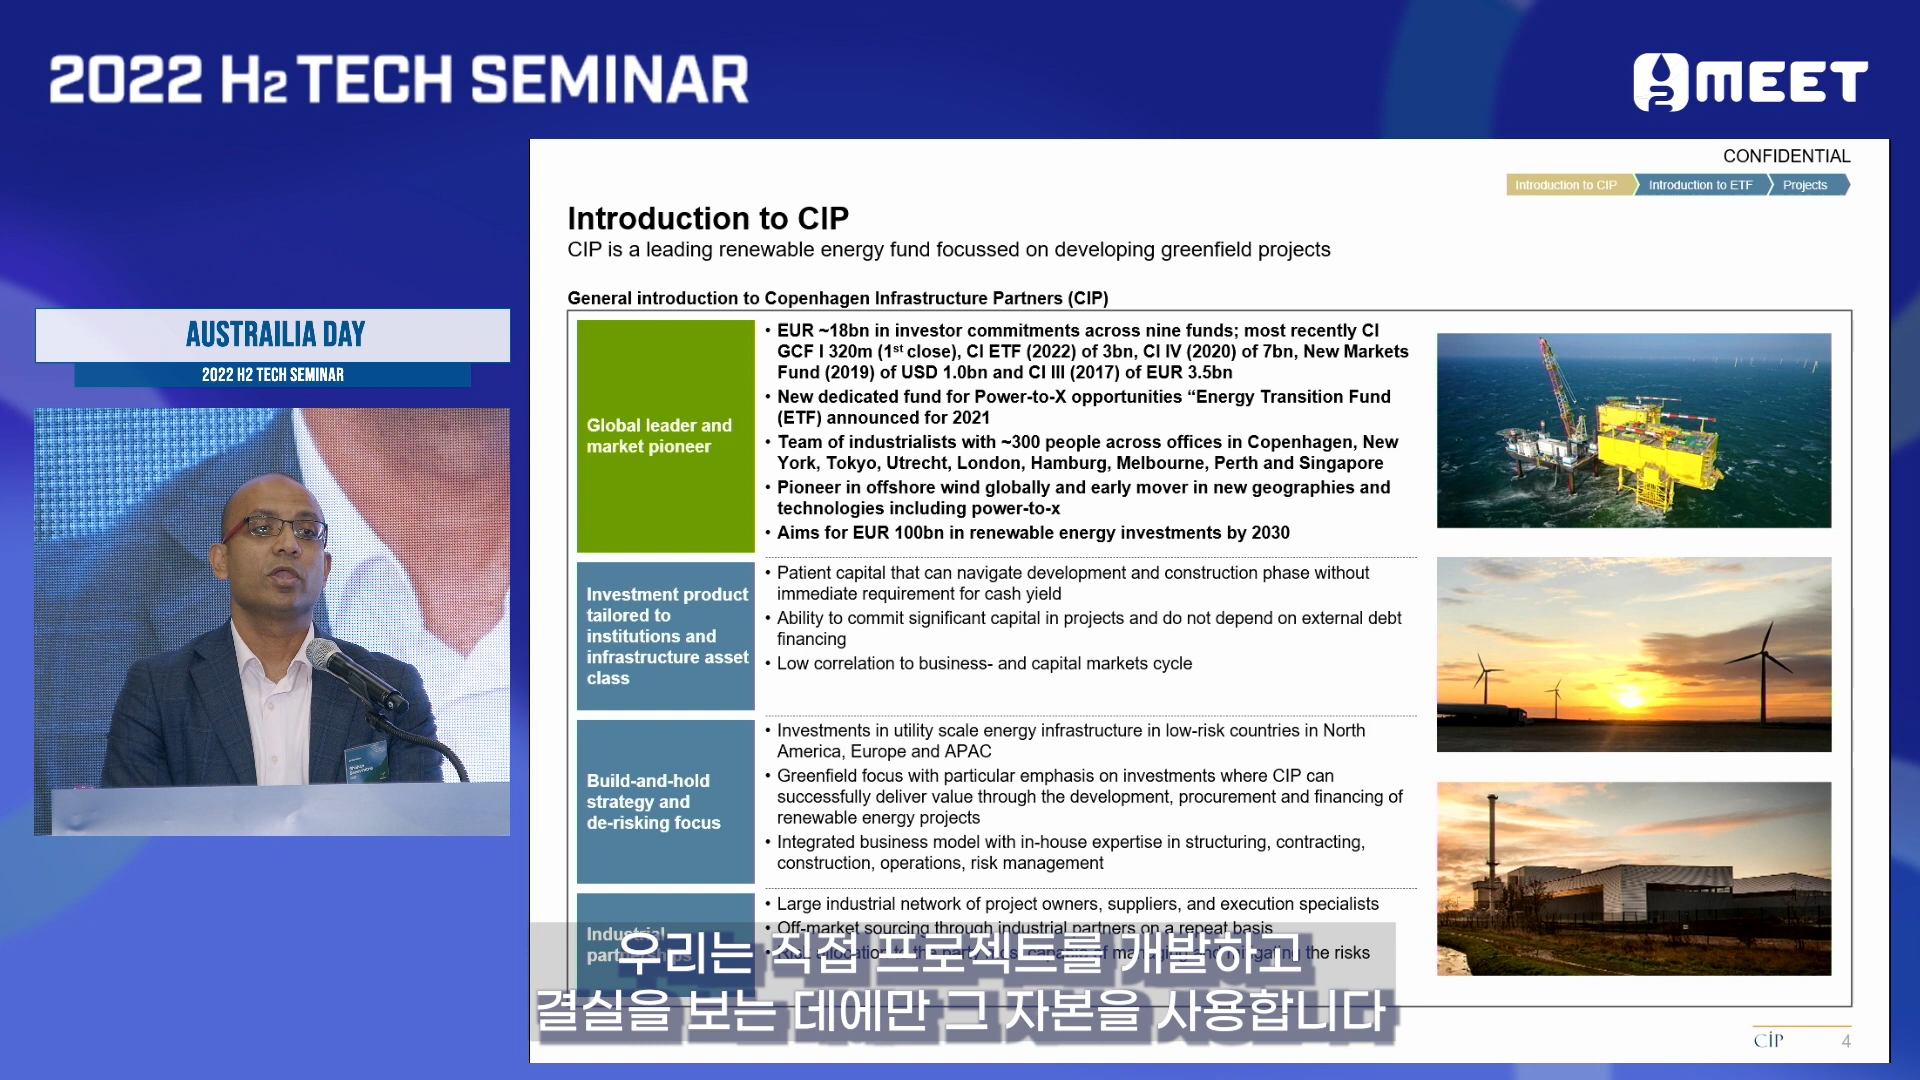 2022 H2 TECH SEMINAR
MEET
CONFIDENTIAL
Introduction to CIP
Introduction to ETF
Projects
Introduction to CIP
CIP is a leading renewable energy fund focussed on developing greenfield projects
AUSTRAILIA DAY
2022 H2 TECH SEMINAR
General introduction to Copenhagen Infrastructure Partners (CIP)
Global leader and
market pioneer
• EUR ~18bn in investor commitments across nine funds; most recently CI
GCF I 320m (1st close), CI ETF (2022) of 3bn, CI IV (2020) of 7bn, New Markets
Fund (2019) of USD 1.0bn and CI III (2017) of EUR 3.5bn
• New dedicated fund for Power-to-X opportunities “Energy Transition Fund
(ETF) announced for 2021
• Team of industrialists with ~300 people across offices in Copenhagen, New
York, Tokyo, Utrecht, London, Hamburg, Melbourne, Perth and Singapore
• Pioneer in offshore wind globally and early mover in new geographies and
technologies including power-to-x
• Aims for EUR 100bn in renewable energy investments by 2030
Investment product
tailored to
institutions and
infrastructure asset
class
• Patient capital that can navigate development and construction phase without
immediate requirement for cash yield
• Ability to commit significant capital in projects and do not depend on external debt
financing
• Low correlation to business- and capital markets cycle
Build-and-hold
strategy and
de-risking focus
• Investments in utility scale energy infrastructure in low-risk countries in North
America, Europe and APAC
• Greenfield focus with particular emphasis on investments where CIP can
successfully deliver value through the development, procurement and financing of
renewable energy projects
• Integrated business model with in-house expertise in structuring, contracting,
construction, operations, risk management
Industrial
partnerships
• Large industrial network of project owners, suppliers, and execution specialists
• Off-market sourcing through industrial partners on a repeat basis
• Risk allocation to the party most capable of managing and mitigating the risks
우리는 직접 프로젝트를 개발하고
결실을 보는 데에만 그 자본을 사용합니다
CIP
4